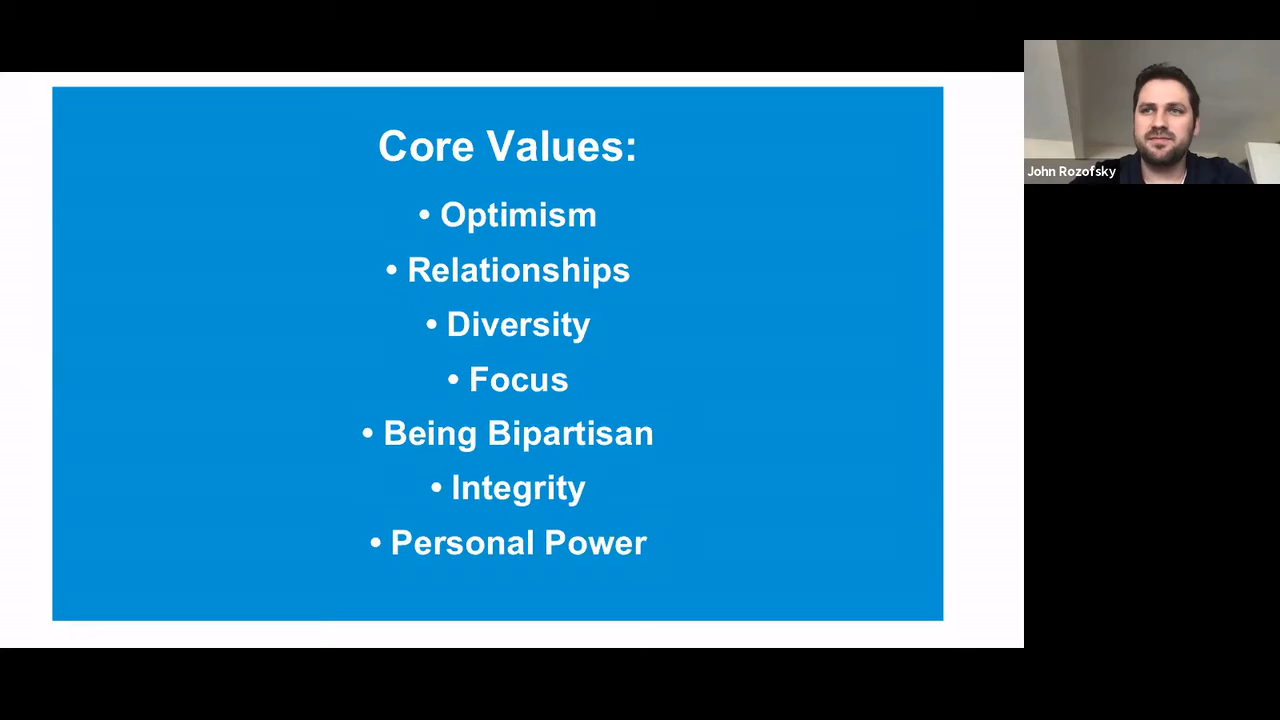 Core Values:
• Optimism
• Relationships
• Diversity
• Focus
• Being Bipartisan
• Integrity
• Personal Power
John Rozofsky